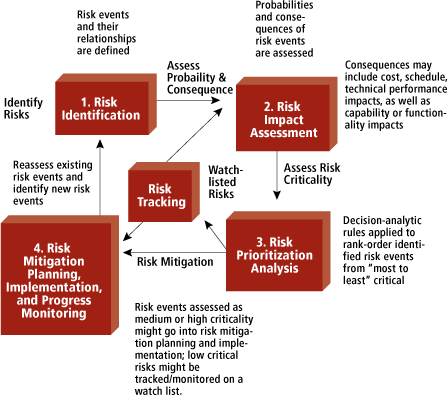 Risk events
and their
relationships
are defined
Probabilities
and conse-
quences of
risk events
are assessed
Assess
Probaility &
Consequence
Identify
Risks
1. Risk
Identification
2. Risk
Impact
Assessment
Consequences may
include cost, schedule,
technical performance
impacts, as well as
capability or function-
ality impacts
Reassess existing
risk events and
identify new risk
events
Risk
Tracking
Watch-
listed
Risks
Assess Risk
Criticality
4. Risk
Mitigation
Planning,
Implementation,
and Progress
Monitoring
Risk Mitigation
3. Risk
Prioritization
Analysis
Decision-analytic
rules applied to
rank-order identi-
fied risk events
from "most to
least" critical
Risk events assessed as
medium or high criticality
might go into risk mitiga-
tion planning and imple-
mentation; low critical
risks might be
tracked/monitored on a
watch list.